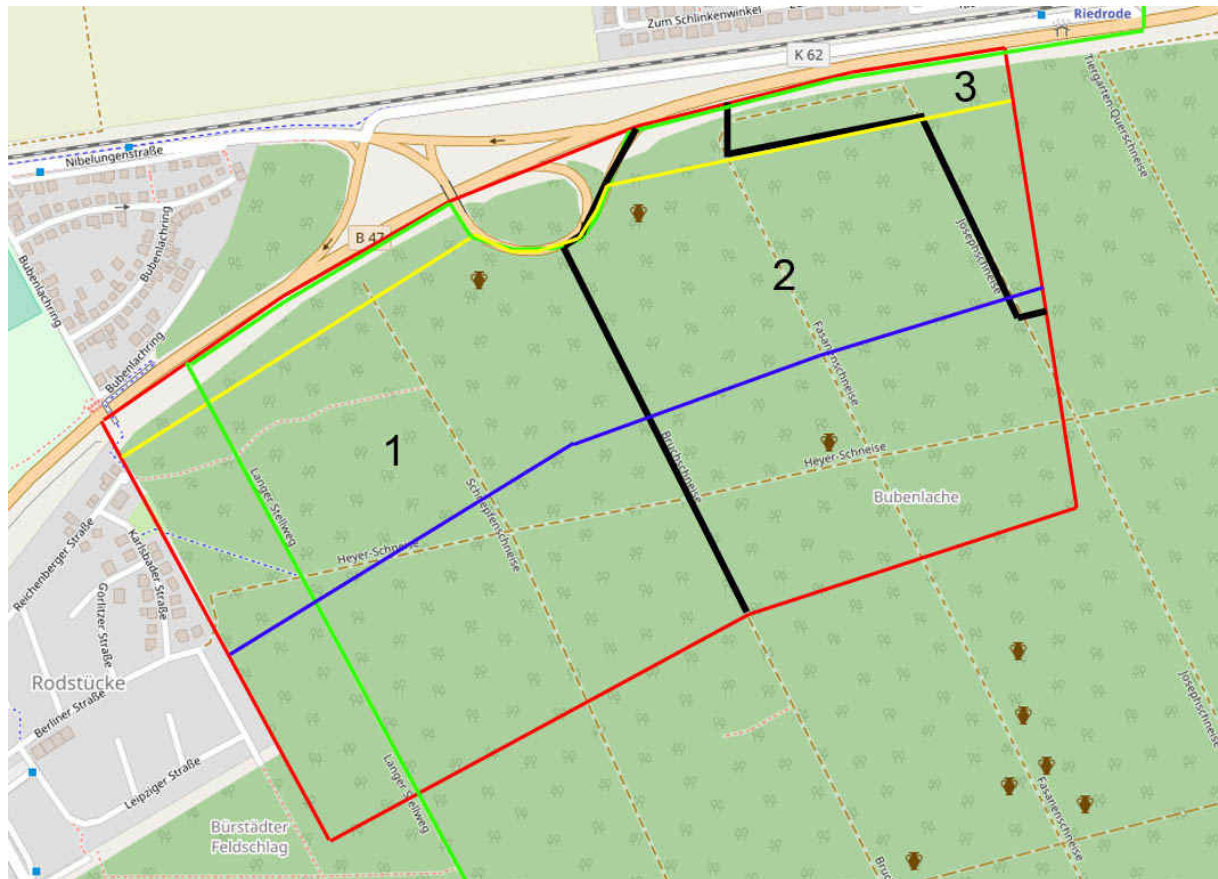 Zum Schlinkenwinkel
Riedrode
K 62
3
Tiergarten-Querschneise
Nibelungenstraße
B 47
Bubenlachring
Bubenlachring
Bubenlachring
2
Josephschneise
Fasanenschneise
1
Bruchschneise
Heyer-Schneise
Bubenlache
Langer Stellweg
Schnepfenschneise
Heyer-Schneise
Reichenberger Straße
Karlsbader Straße
Görlitzer Straße
Rodstücke
Berliner Straße
Josephschneise
Leipziger Straße
Langer Stellweg
Fasanenschneise
Bürstädter
Feldschlag
Bruc